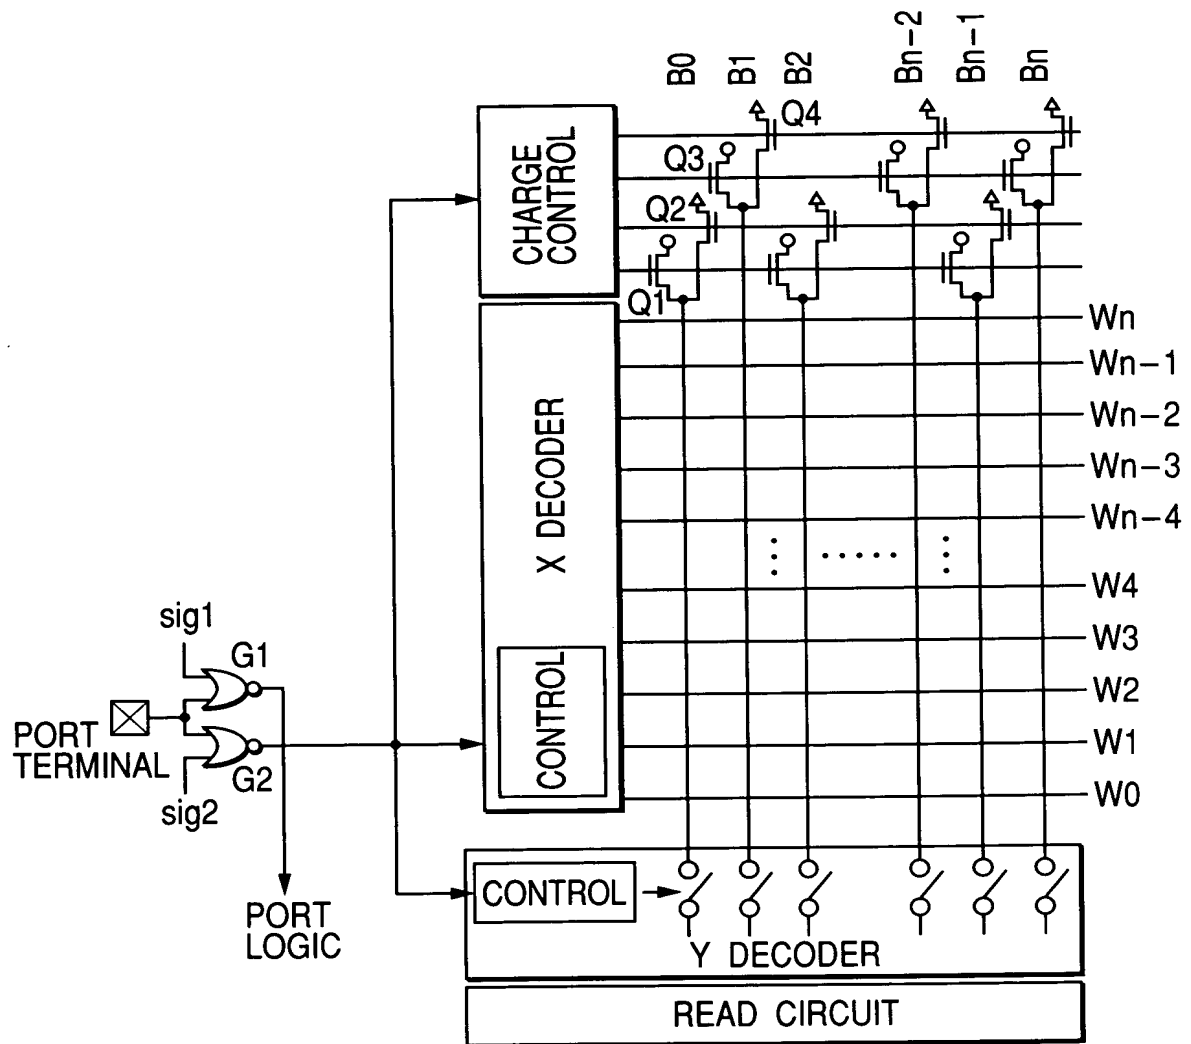 B0
B1
B2
Bn-2
Bn-1
Bn
Q4
Q3
Q2
Q1
CHARGE
CONTROL
Wn
Wn-1
Wn-2
Wn-3
Wn-4
W4
W3
W2
W1
W0
X DECODER
CONTROL
sig1
G1
PORT
TERMINAL
G2
sig2
PORT
LOGIC
CONTROL
Y DECODER
READ CIRCUIT